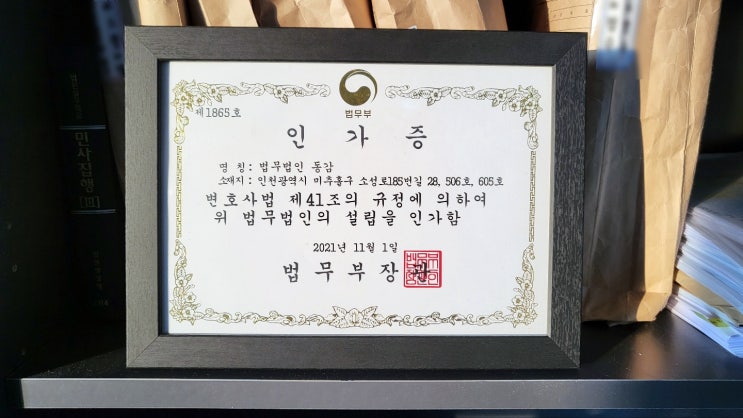 법무부
제1865호
인 가 증
명 칭 : 법무법인 동감
소재지 : 인천광역시 미추홀구 소성로185번길 28, 506호, 605호
변호사법 제41조의 규정에 의하여
위 법무법인의 설립을 인가함
2021년 11월 1일
법 무 부 장 관
민사집행 [Ⅲ]